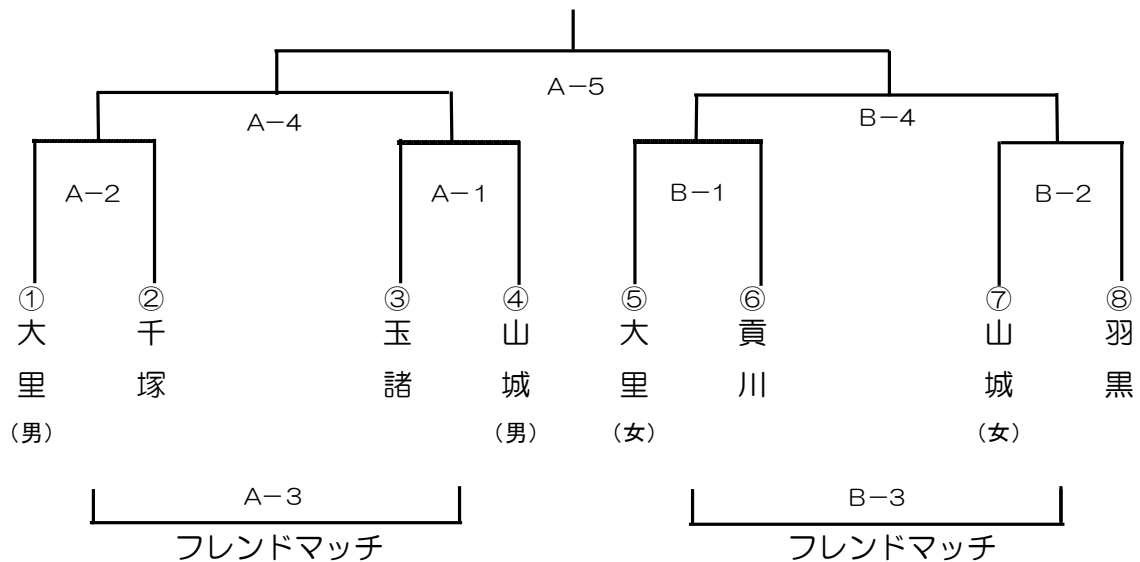 A-5
A-4
B-4
A-2
A-1
B-1
B-2
①大里(男)
②千塚
③玉諸
④山城(男)
⑤大里(女)
⑥貢川
⑦山城(女)
⑧羽黒
A-3
B-3
フレンドマッチ
フレンドマッチ